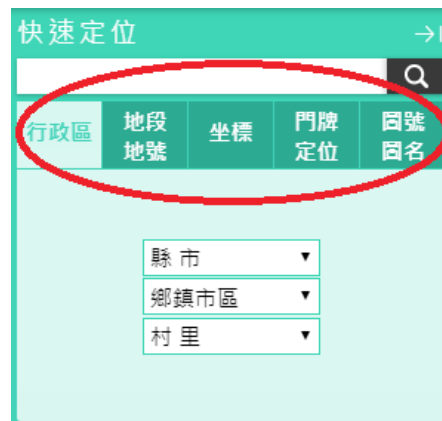 快速定位
行政區
地段
地號
坐標
門牌
定位
圖號
圖名
縣 市
鄉鎮市區
村 里